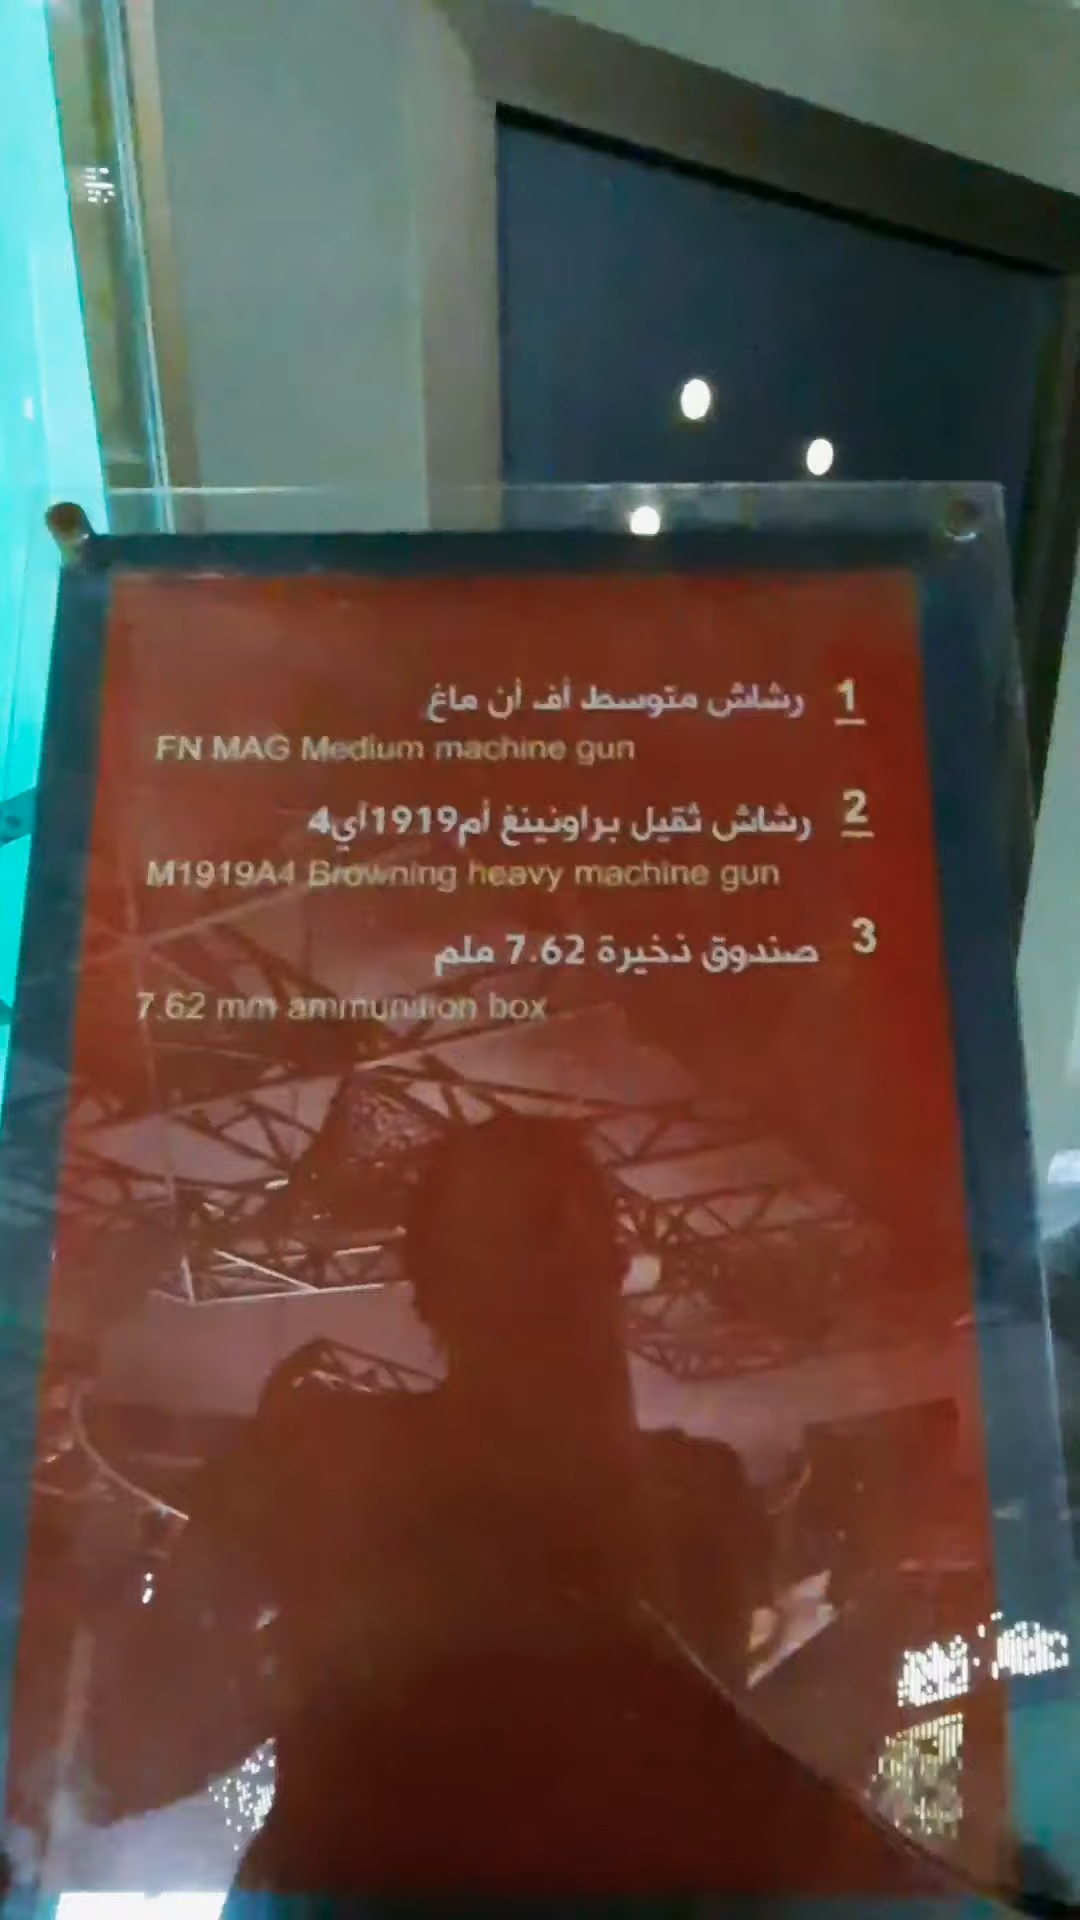 1 رشاش متوسط أف أن ماغ
FN MAG Medium machine gun
2 رشاش ثقيل براونينغ أم1919أي4
M1919A4 Browning heavy machine gun
3 صندوق ذخيرة 7.62 ملم
7.62 mm ammunition box